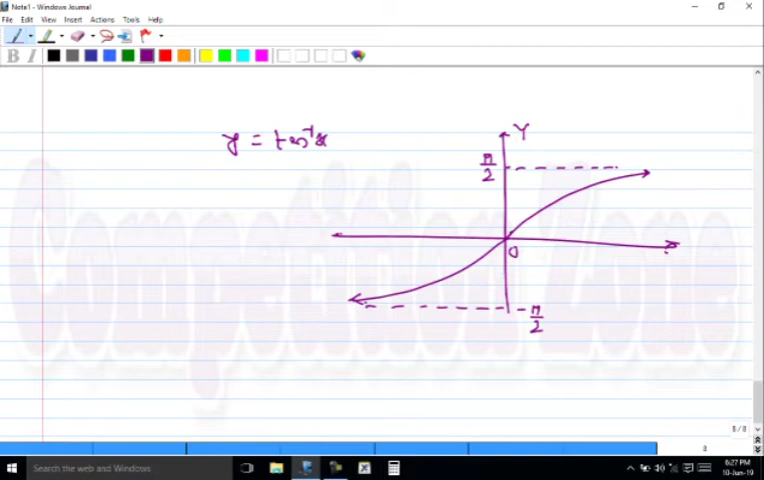 Note1 - Windows Journal
File Edit View Insert Actions Tools Help
B I
y = tan⁻¹x
Y
π/2
O
-π/2
Competition Zone
8 / 8
8
Search the web and Windows
6:27 PM
10-Jun-19